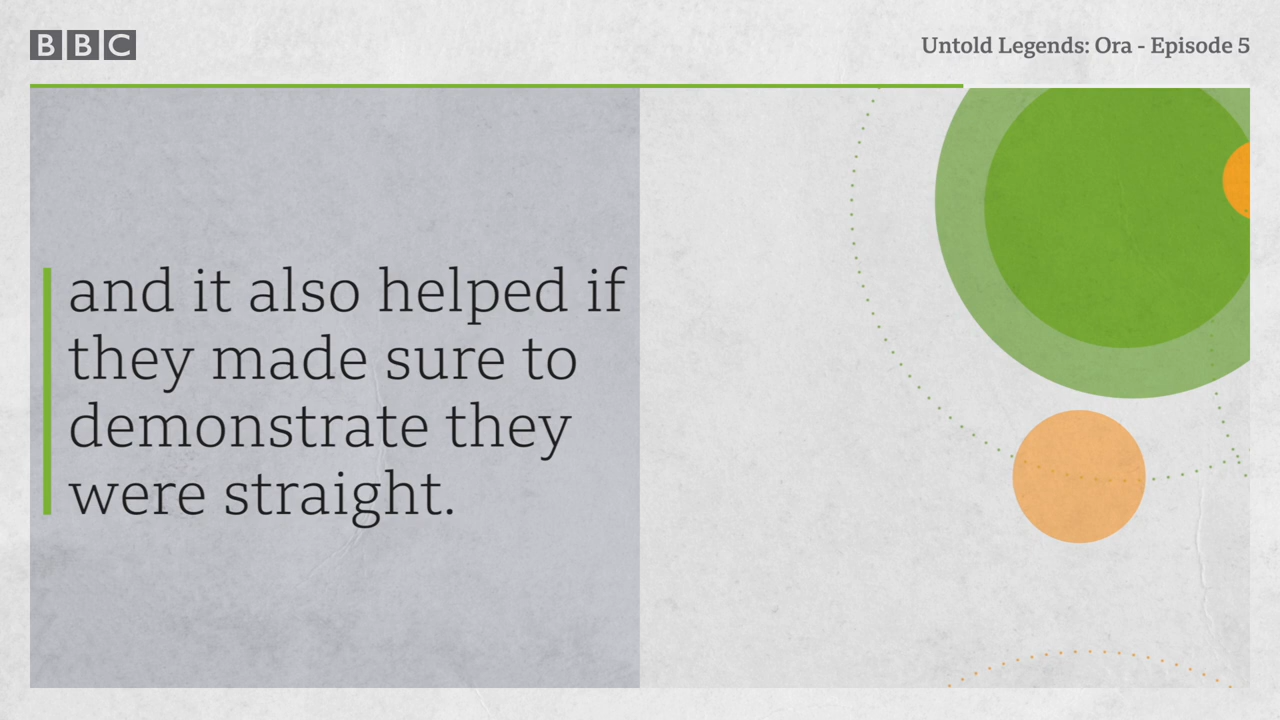 BBC
Untold Legends: Ora - Episode 5
and it also helped if
they made sure to
demonstrate they
were straight.